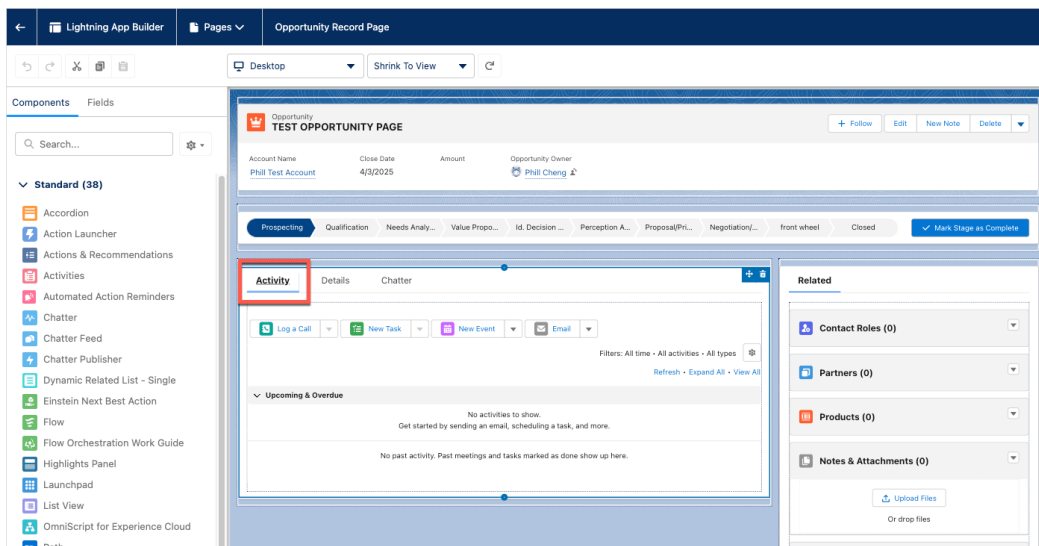 Lightning App Builder Pages Opportunity Record Page
Desktop Shrink To View
Components Fields
Search...
Standard (38)
Accordion
Action Launcher
Actions & Recommendations
Activities
Automated Action Reminders
Chatter
Chatter Feed
Chatter Publisher
Dynamic Related List - Single
Einstein Next Best Action
Flow
Flow Orchestration Work Guide
Highlights Panel
Launchpad
List View
OmniScript for Experience Cloud
Path
Opportunity
TEST OPPORTUNITY PAGE
+ Follow Edit New Note Delete
Account Name Close Date Amount Opportunity Owner
Phill Test Account 4/3/2025 Phill Cheng
Prospecting Qualification Needs Analy... Value Propo... Id. Decision ... Perception A... Proposal/Pri... Negotiation/... front wheel Closed Mark Stage as Complete
Activity Details Chatter
Log a Call New Task New Event Email
Filters: All time • All activities • All types
Refresh • Expand All • View All
Upcoming & Overdue
No activities to show.
Get started by sending an email, scheduling a task, and more.
No past activity. Past meetings and tasks marked as done show up here.
Related
Contact Roles (0)
Partners (0)
Products (0)
Notes & Attachments (0)
Upload Files
Or drop files